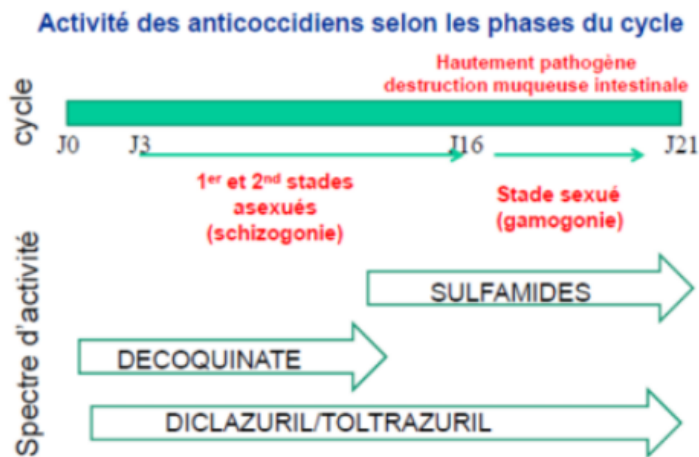 Activité des anticoccidiens selon les phases du cycle
Hautement pathogène
destruction muqueuse intestinale
cycle
J0 J3 J16 J21
1er et 2nd stades
asexués
(schizogonie)
Stade sexué
(gamogonie)
Spectre d'activité
SULFAMIDES
DECOQUINATE
DICLAZURIL/TOLTRAZURIL